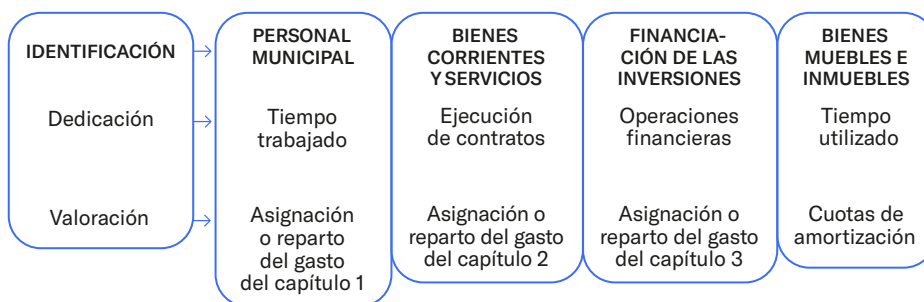 IDENTIFICACIÓN
Dedicación
Valoración
PERSONAL
MUNICIPAL
Tiempo
trabajado
Asignación
o reparto
del gasto
del capítulo 1
BIENES
CORRIENTES
Y SERVICIOS
Ejecución
de contratos
Asignación o
reparto del gasto
del capítulo 2
FINANCIA-
CIÓN DE LAS
INVERSIONES
Operaciones
financieras
Asignación o
reparto del gasto
del capítulo 3
BIENES
MUEBLES E
INMUEBLES
Tiempo
utilizado
Cuotas de
amortización